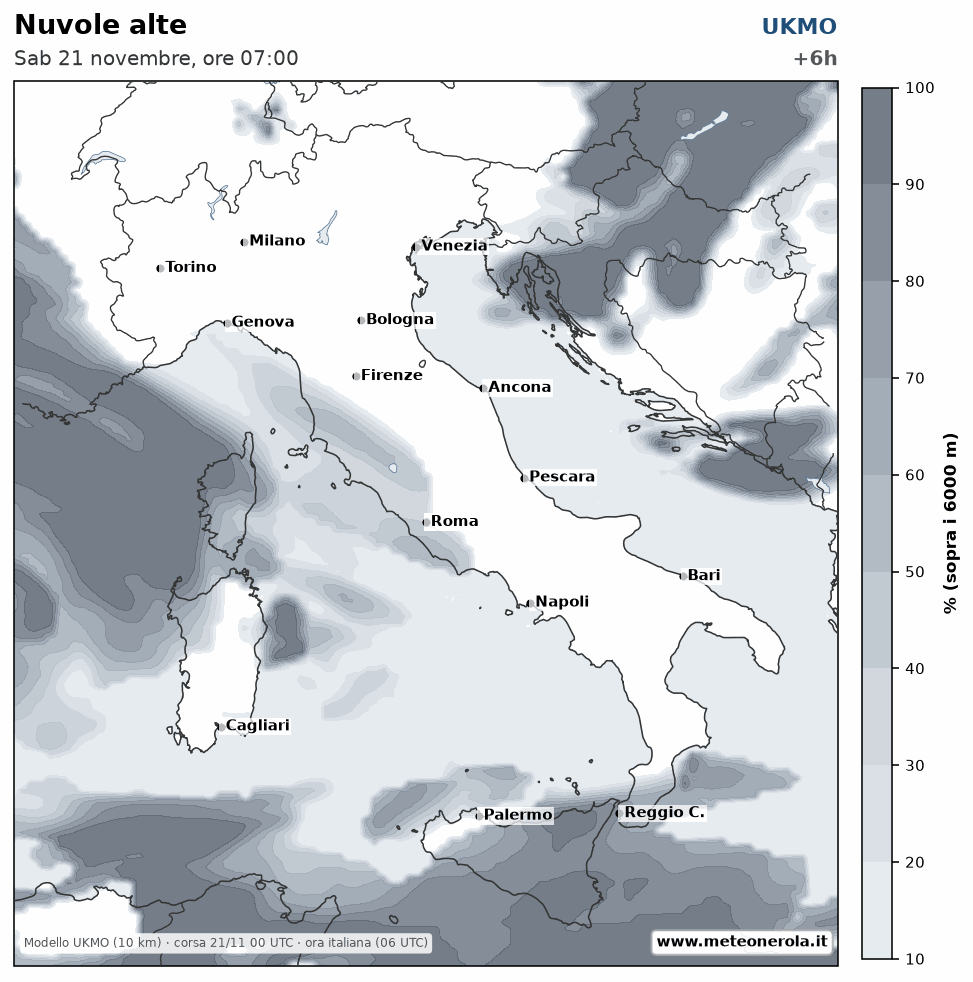 Nuvole alte
UKMO
Sab 21 novembre, ore 07:00
+6h
Milano
Venezia
Torino
Genova
Bologna
Firenze
Ancona
Pescara
Roma
Bari
Napoli
Cagliari
Palermo
Reggio C.
100
90
80
70
60
50
40
30
20
10
% (sopra i 6000 m)
Modello UKMO (10 km) · corsa 21/11 00 UTC · ora italiana (06 UTC)
www.meteonerola.it